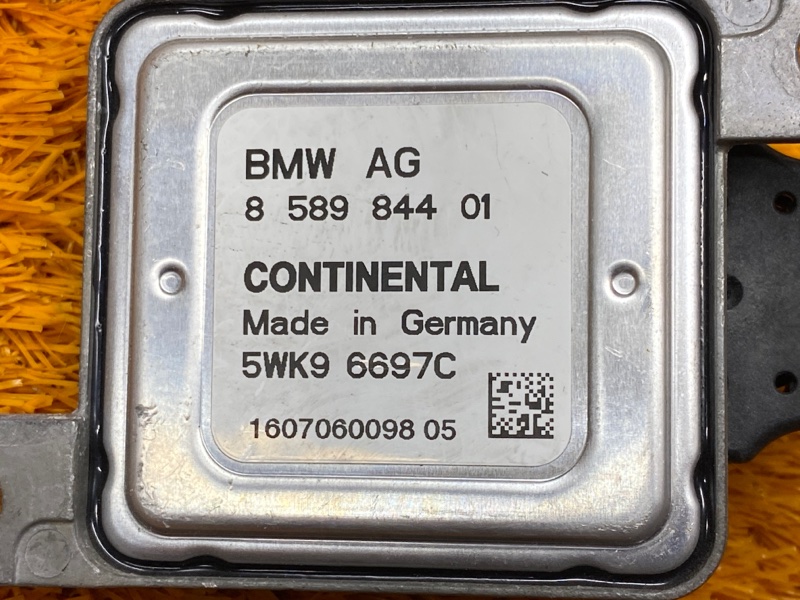 BMW AG
8 589 844 01
CONTINENTAL
Made in Germany
5WK9 6697C
1607060098 05